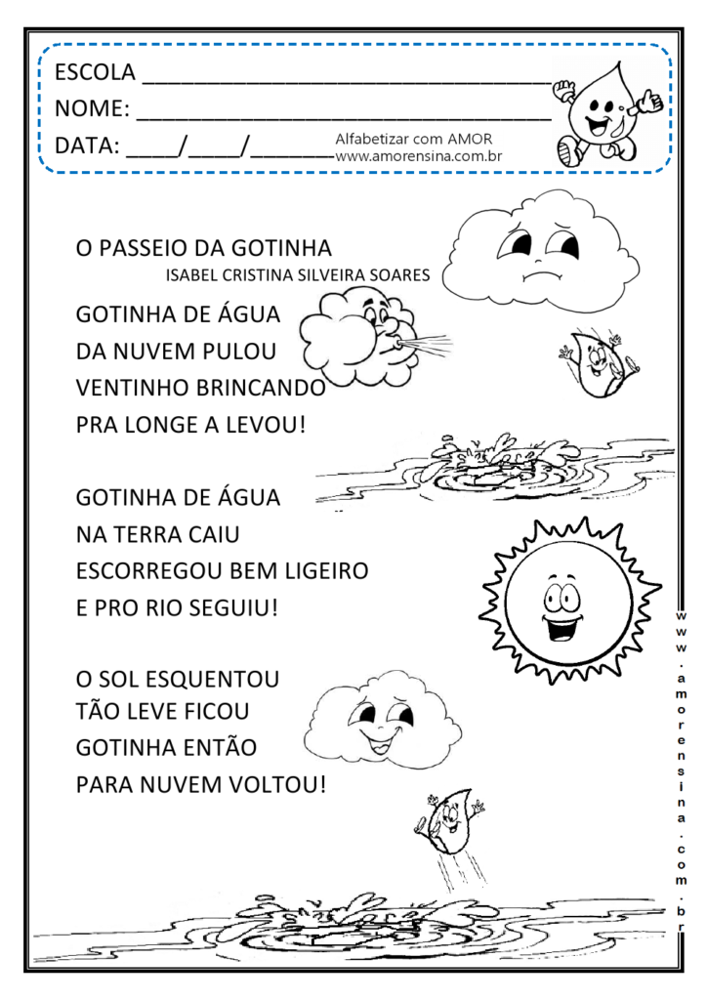 ESCOLA ________________________________
NOME: ________________________________
DATA: ____/____/_______
Alfabetizar com AMOR
www.amorensina.com.br
O PASSEIO DA GOTINHA
ISABEL CRISTINA SILVEIRA SOARES
GOTINHA DE ÁGUA
DA NUVEM PULOU
VENTINHO BRINCANDO
PRA LONGE A LEVOU!
GOTINHA DE ÁGUA
NA TERRA CAIU
ESCORREGOU BEM LIGEIRO
E PRO RIO SEGUIU!
O SOL ESQUENTOU
TÃO LEVE FICOU
GOTINHA ENTÃO
PARA NUVEM VOLTOU!
www.amorensina.com.br